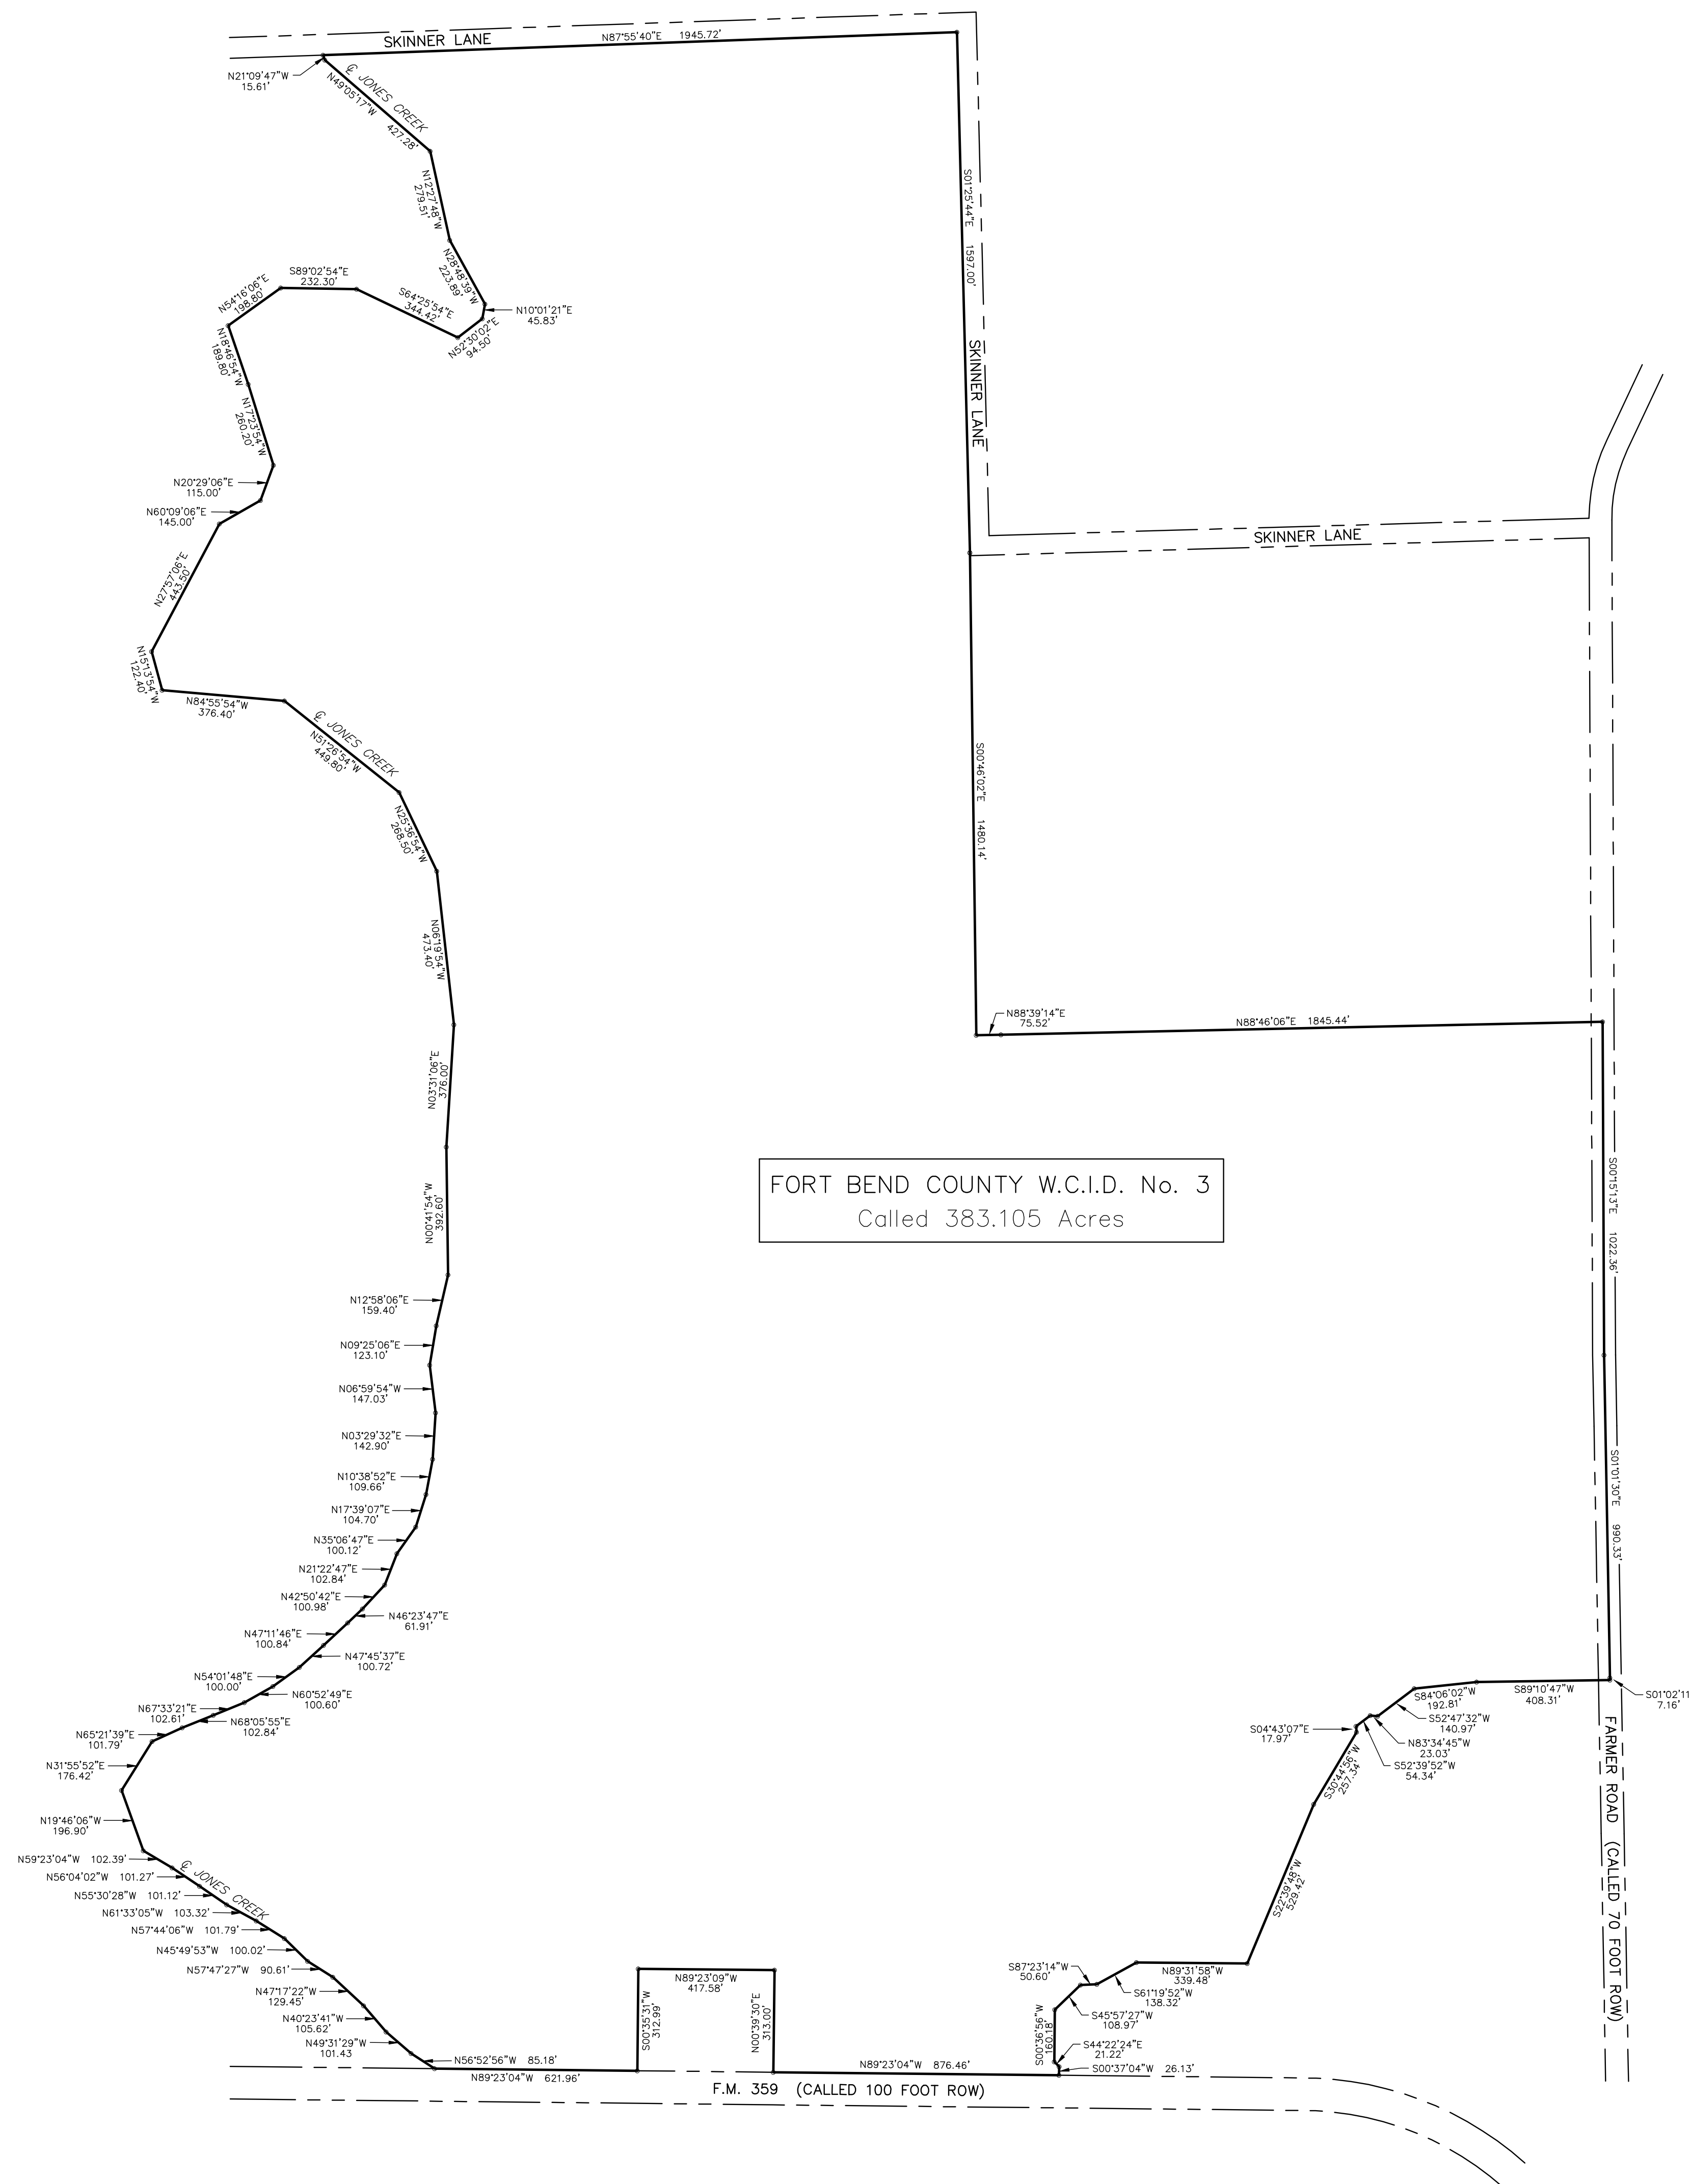 SKINNER LANE
N87°55'40"E 1945.72'
N21°09'47"W
15.61'
℄ JONES CREEK
N49°05'17"W 427.28'
N12°27'48"W
279.51'
S01°25'44"E 1597.00'
N28°48'39"W
223.89'
S89°02'54"E
232.30'
N54°16'06"E
198.80'
S64°25'54"E
344.42'
N10°01'21"E
45.83'
N52°30'02"E
94.50'
N18°46'54"W
189.80'
SKINNER LANE
N17°23'54"W
260.20'
N20°29'06"E
115.00'
N60°09'06"E
145.00'
SKINNER LANE
N27°57'06"E
443.50'
N15°13'54"W
122.40'
N84°55'54"W
376.40'
℄ JONES CREEK
N51°26'54"W
449.80'
S00°46'02"E 1480.14'
N25°36'54"W
268.50'
N06°19'54"W
473.40'
N88°39'14"E
75.52'
N88°46'06"E 1845.44'
N03°31'06"E
376.00'
FORT BEND COUNTY W.C.I.D. No. 3
Called 383.105 Acres
N00°41'54"W
392.60'
S00°15'13"E 1022.36'
N12°58'06"E
159.40'
N09°25'06"E
123.10'
N06°59'54"W
147.03'
N03°29'32"E
142.90'
N10°38'52"E
109.66'
S01°01'30"E 990.33'
N17°39'07"E
104.70'
N35°06'47"E
100.12'
N21°22'47"E
102.84'
N42°50'42"E
100.98'
N46°23'47"E
61.91'
N47°11'46"E
100.84'
N47°45'37"E
100.72'
N54°01'48"E
100.00'
N60°52'49"E
100.60'
N67°33'21"E
102.61'
N68°05'55"E
102.84'
N65°21'39"E
101.79'
N31°55'52"E
176.42'
S89°10'47"W
408.31'
S01°02'11
7.16'
S84°06'02"W
192.81'
S52°47'32"W
140.97'
S04°43'07"E
17.97'
N83°34'45"W
23.03'
S52°39'52"W
54.34'
S30°44'56"W
257.34'
FARMER ROAD (CALLED 70 FOOT ROW)
N19°46'06"W
196.90'
N59°23'04"W 102.39'
℄ JONES CREEK
N56°04'02"W 101.27'
N55°30'28"W 101.12'
N61°33'05"W 103.32'
N57°44'06"W 101.79'
N45°49'53"W 100.02'
N57°47'27"W 90.61'
N47°17'22"W
129.45'
N40°23'41"W
105.62'
N49°31'29"W
101.43
S22°39'48"W
529.42'
N89°31'58"W
339.48'
S87°23'14"W
50.60'
S61°19'52"W
138.32'
S45°57'27"W
108.97'
S00°36'56"W
160.18'
S44°22'24"E
21.22'
S00°37'04"W 26.13'
N89°23'09"W
417.58'
S00°35'31"W
312.99'
N00°39'30"E
313.00'
N56°52'56"W 85.18'
N89°23'04"W 621.96'
N89°23'04"W 876.46'
F.M. 359 (CALLED 100 FOOT ROW)